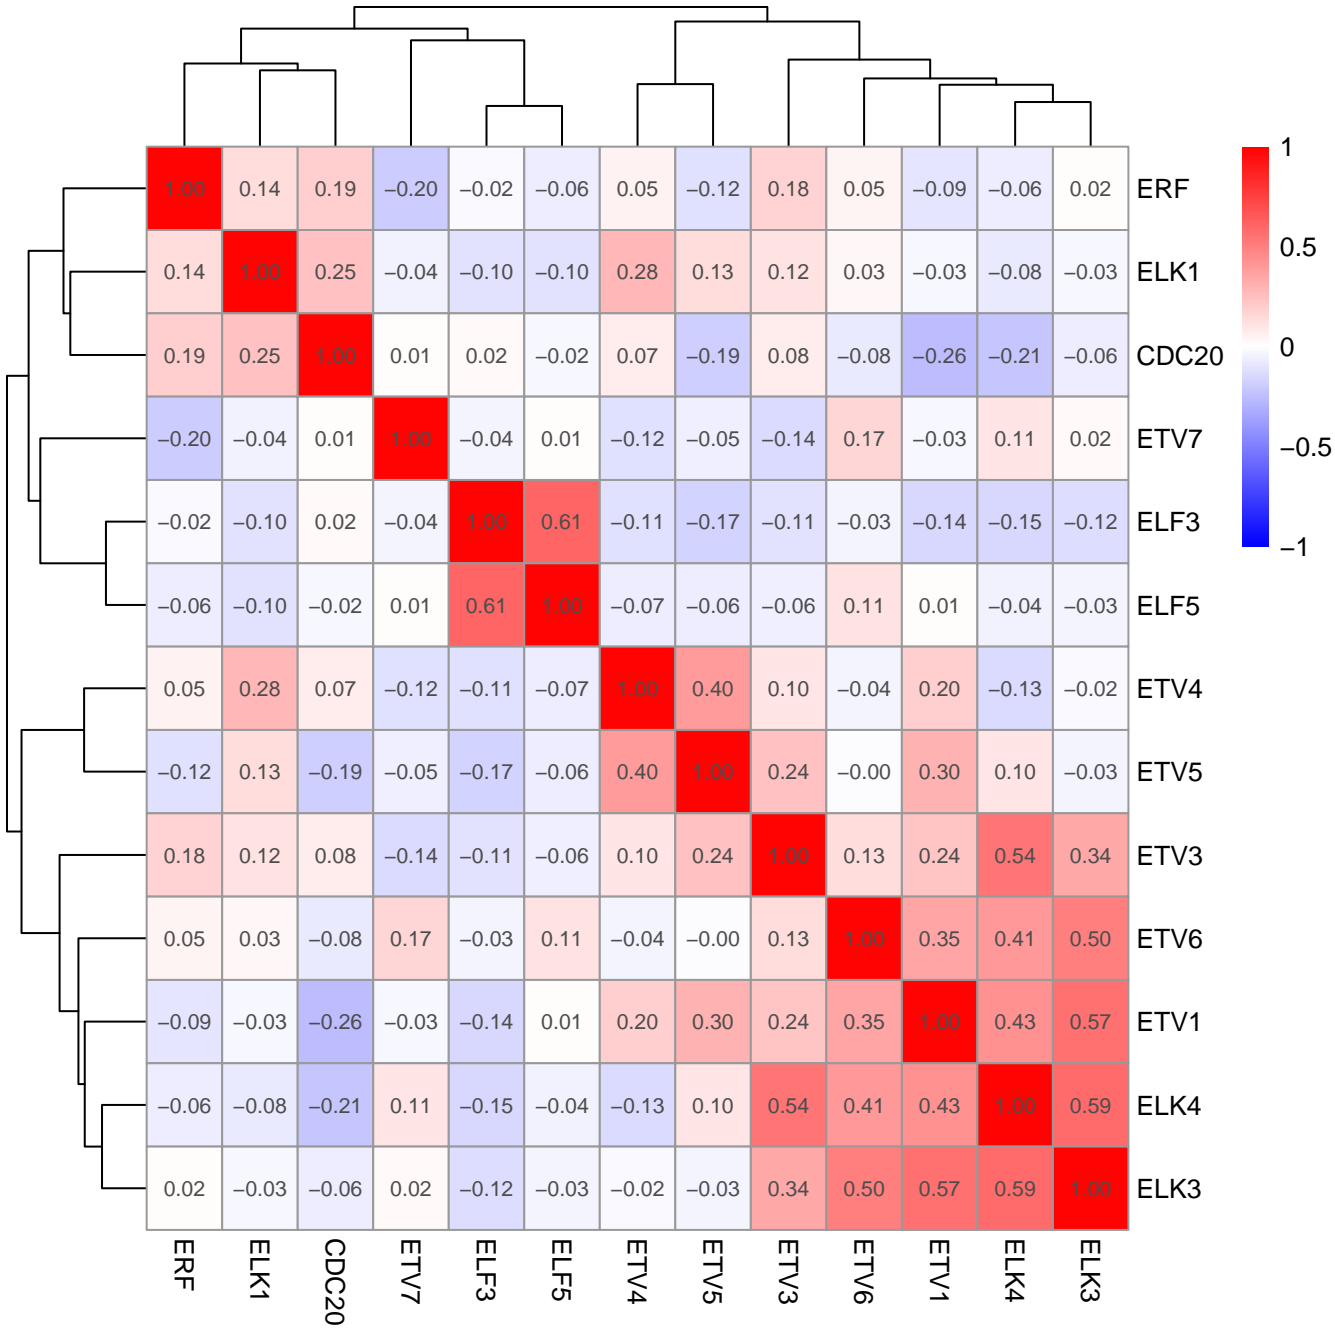 1.00 0.14 0.19 −0.20 −0.02 −0.06 0.05 −0.12 0.18 0.05 −0.09 −0.06 0.02 ERF
0.14 1.00 0.25 −0.04 −0.10 −0.10 0.28 0.13 0.12 0.03 −0.03 −0.08 −0.03 ELK1
0.19 0.25 1.00 0.01 0.02 −0.02 0.07 −0.19 0.08 −0.08 −0.26 −0.21 −0.06 CDC20
−0.20 −0.04 0.01 1.00 −0.04 0.01 −0.12 −0.05 −0.14 0.17 −0.03 0.11 0.02 ETV7
−0.02 −0.10 0.02 −0.04 1.00 0.61 −0.11 −0.17 −0.11 −0.03 −0.14 −0.15 −0.12 ELF3
−0.06 −0.10 −0.02 0.01 0.61 1.00 −0.07 −0.06 −0.06 0.11 0.01 −0.04 −0.03 ELF5
0.05 0.28 0.07 −0.12 −0.11 −0.07 1.00 0.40 0.10 −0.04 0.20 −0.13 −0.02 ETV4
−0.12 0.13 −0.19 −0.05 −0.17 −0.06 0.40 1.00 0.24 −0.00 0.30 0.10 −0.03 ETV5
0.18 0.12 0.08 −0.14 −0.11 −0.06 0.10 0.24 1.00 0.13 0.24 0.54 0.34 ETV3
0.05 0.03 −0.08 0.17 −0.03 0.11 −0.04 −0.00 0.13 1.00 0.35 0.41 0.50 ETV6
−0.09 −0.03 −0.26 −0.03 −0.14 0.01 0.20 0.30 0.24 0.35 1.00 0.43 0.57 ETV1
−0.06 −0.08 −0.21 0.11 −0.15 −0.04 −0.13 0.10 0.54 0.41 0.43 1.00 0.59 ELK4
0.02 −0.03 −0.06 0.02 −0.12 −0.03 −0.02 −0.03 0.34 0.50 0.57 0.59 1.00 ELK3
ERF ELK1 CDC20 ETV7 ELF3 ELF5 ETV4 ETV5 ETV3 ETV6 ETV1 ELK4 ELK3
1
0.5
0
−0.5
−1